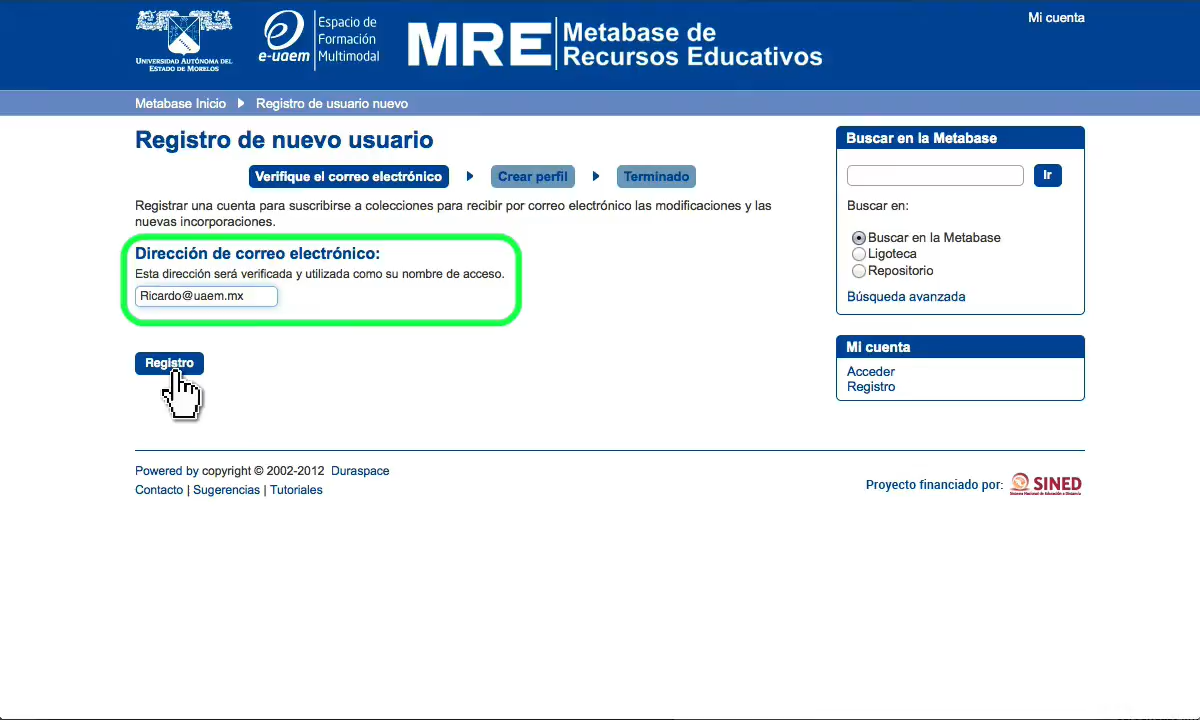 UNIVERSIDAD AUTÓNOMA DEL
ESTADO DE MORELOS
e-uaem
Espacio de
Formación
Multimodal
MRE
Metabase de
Recursos Educativos
Mi cuenta
Metabase Inicio
Registro de usuario nuevo
Registro de nuevo usuario
Verifique el correo electrónico
Crear perfil
Terminado
Registrar una cuenta para suscribirse a colecciones para recibir por correo electrónico las modificaciones y las
nuevas incorporaciones.
Dirección de correo electrónico:
Esta dirección será verificada y utilizada como su nombre de acceso.
Ricardo@uaem.mx
Registro
Buscar en la Metabase
Ir
Buscar en:
Buscar en la Metabase
Ligoteca
Repositorio
Búsqueda avanzada
Mi cuenta
Acceder
Registro
Powered by copyright © 2002-2012 Duraspace
Contacto | Sugerencias | Tutoriales
Proyecto financiado por:
SINED
Sistema Nacional de Educación a Distancia